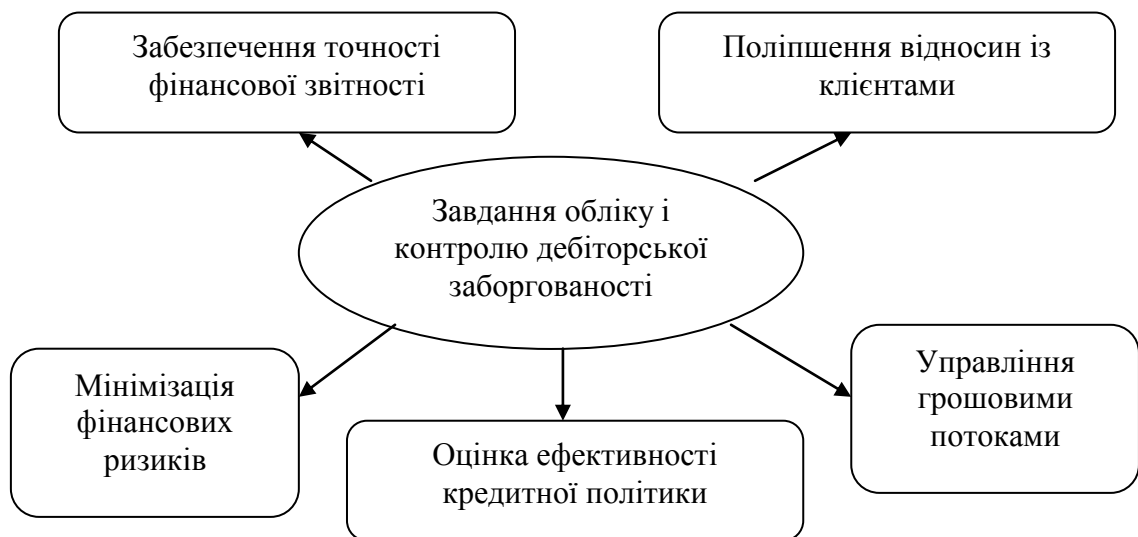 Забезпечення точності
фінансової звітності
Поліпшення відносин із
клієнтами
Завдання обліку і
контролю дебіторської
заборгованості
Мінімізація
фінансових
ризиків
Оцінка ефективності
кредитної політики
Управління
грошовими
потоками